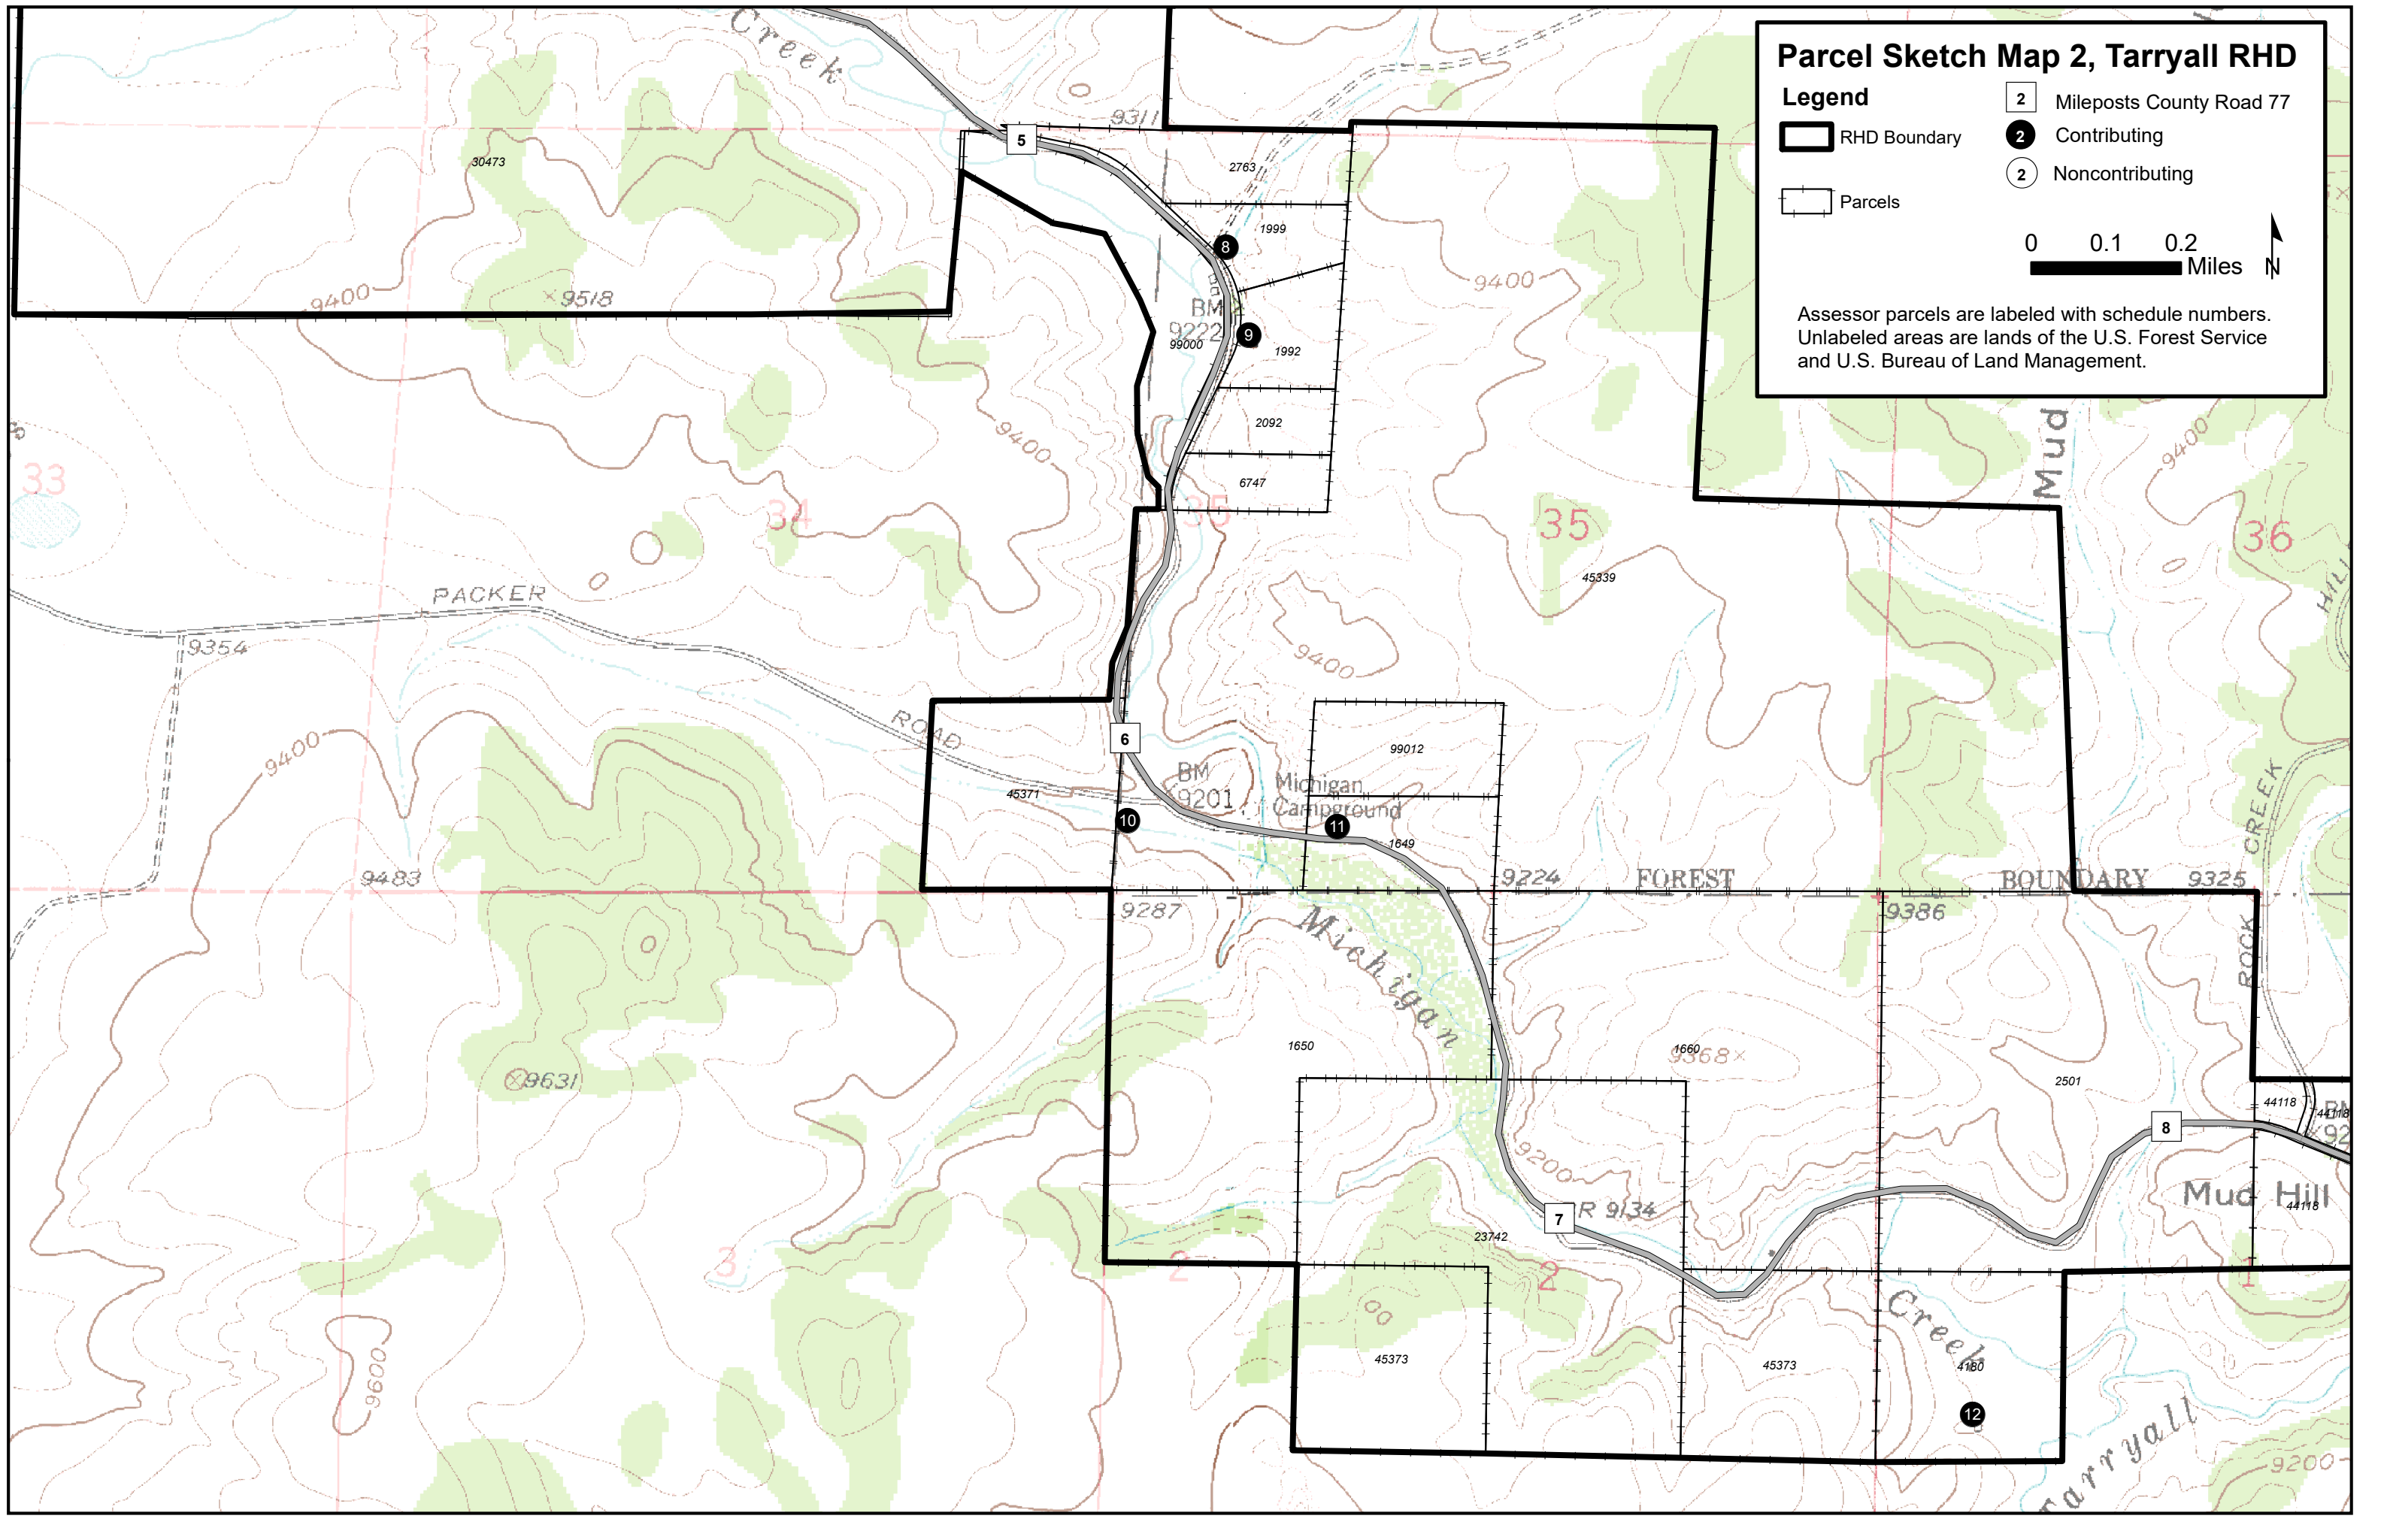 Parcel Sketch Map 2, Tarryall RHD
Legend
RHD Boundary
Parcels
2 Mileposts County Road 77
2 Contributing
2 Noncontributing
0 0.1 0.2
Miles
N
Assessor parcels are labeled with schedule numbers.
Unlabeled areas are lands of the U.S. Forest Service
and U.S. Bureau of Land Management.
Creek
5
9311
30473
2763
1999
8
9400
9518
9400
BM
9222
99000
9
1992
2092
9400
6747
Mud
9400
33
34
35
35
36
45339
HILL
PACKER
9354
9400
ROAD
6
99012
9400
BM
9201
Michigan
Campground
45371
10
11
1649
CREEK
9483
9224
FOREST
BOUNDARY
9325
9287
9386
ROCK
Michigan
1650
1660
9368
9631
2501
44118
44118
8
9200
7
9134
Mud Hill
44118
23742
3
2
2
1
Creek
45373
45373
4180
9600
12
Tarryall
9200